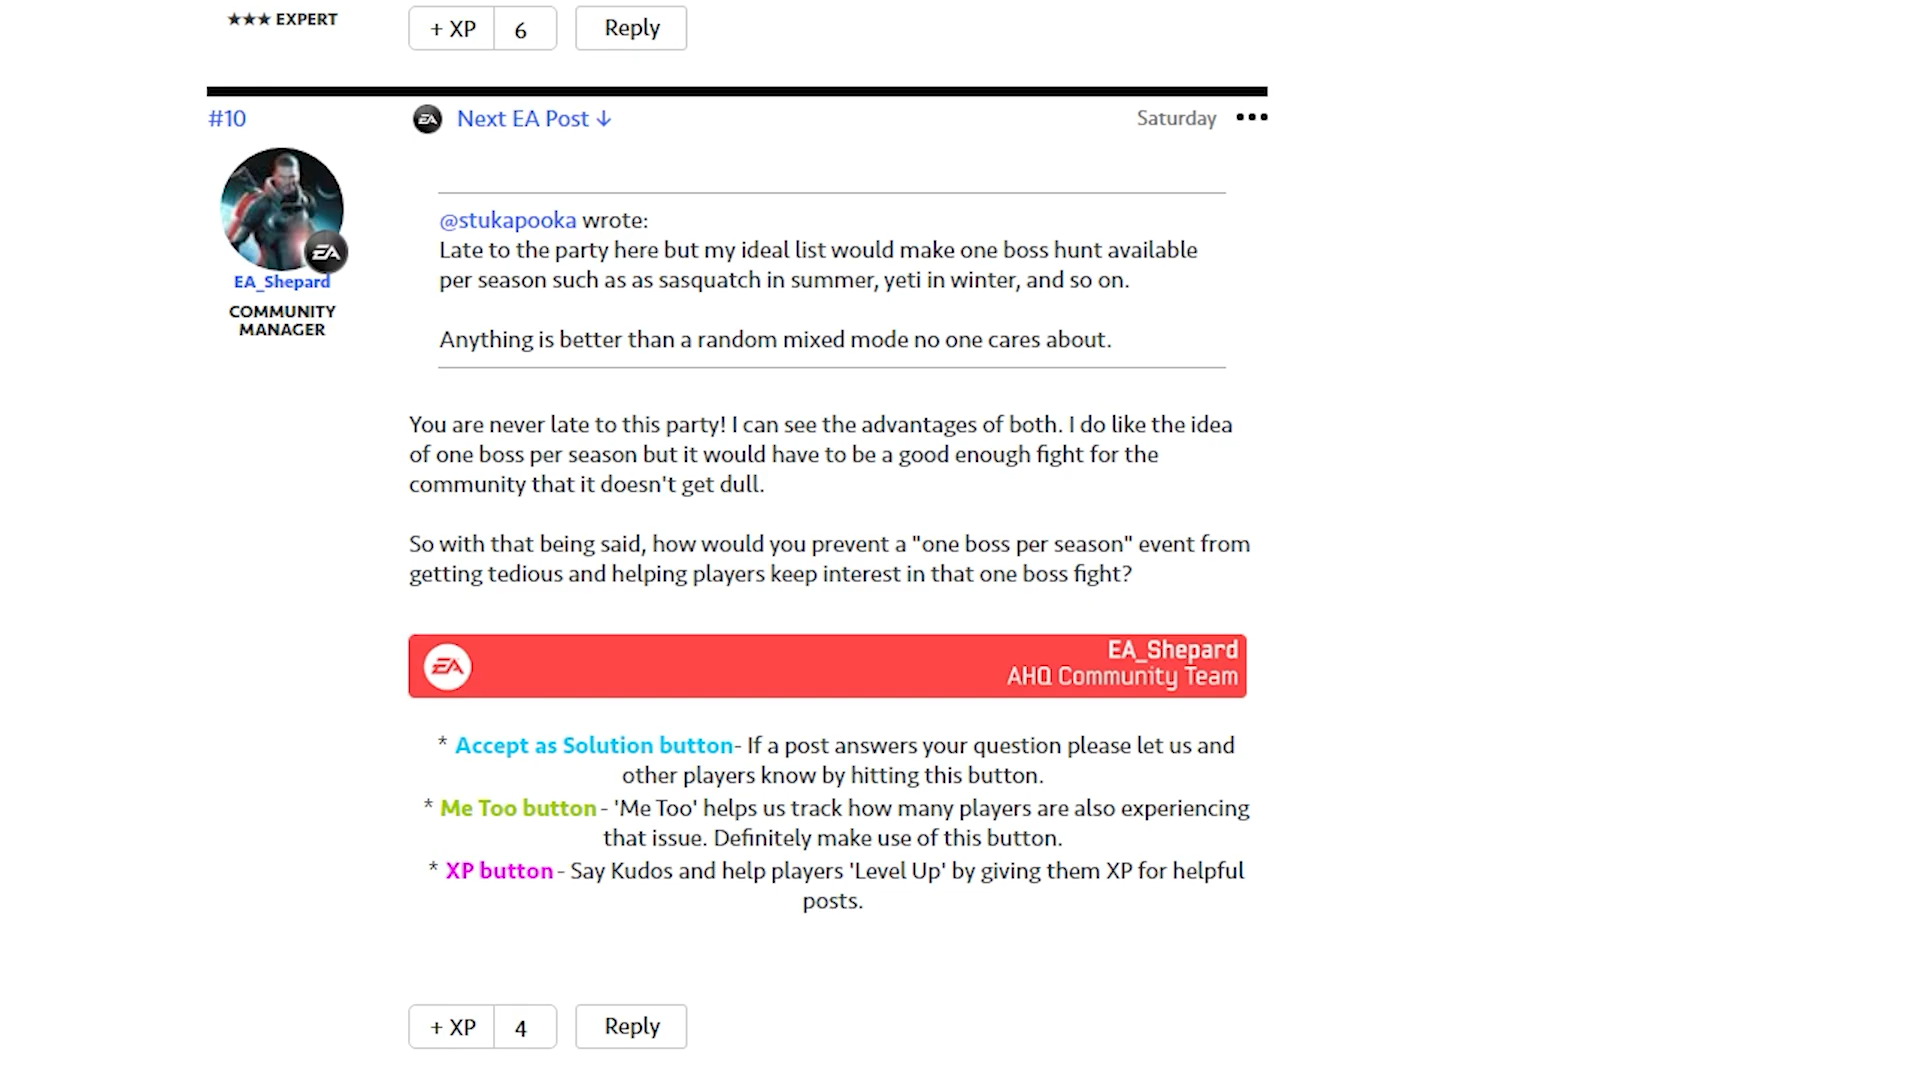 ★★★ EXPERT
+ XP 6 Reply
#10 Next EA Post ↓ Saturday •••
@stukapooka wrote:
Late to the party here but my ideal list would make one boss hunt available
per season such as as sasquatch in summer, yeti in winter, and so on.
Anything is better than a random mixed mode no one cares about.
EA
EA_Shepard
COMMUNITY
MANAGER
You are never late to this party! I can see the advantages of both. I do like the idea
of one boss per season but it would have to be a good enough fight for the
community that it doesn't get dull.
So with that being said, how would you prevent a "one boss per season" event from
getting tedious and helping players keep interest in that one boss fight?
EA
EA_Shepard
AHQ Community Team
* Accept as Solution button- If a post answers your question please let us and
other players know by hitting this button.
* Me Too button - 'Me Too' helps us track how many players are also experiencing
that issue. Definitely make use of this button.
* XP button - Say Kudos and help players 'Level Up' by giving them XP for helpful
posts.
+ XP 4 Reply